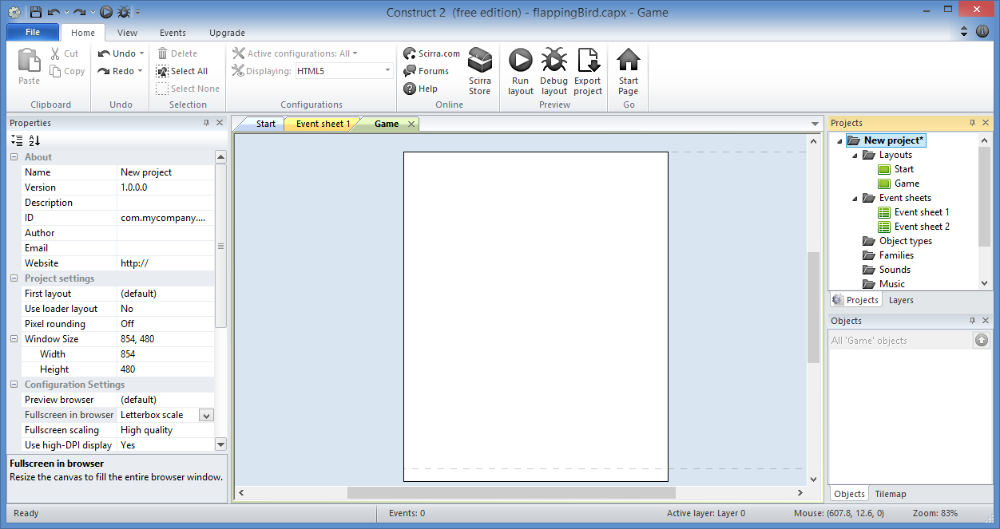 Construct 2 (free edition) - flappingBird.capx - Game
File Home View Events Upgrade
Paste
Cut
Copy
Clipboard
Undo
Redo
Undo
Delete
Select All
Select None
Selection
Active configurations: All
Displaying: HTML5
Configurations
Scirra.com
Forums
Help
Scirra
Store
Online
Run
layout
Debug
layout
Export
project
Preview
Start
Page
Go
Properties
About
Name New project
Version 1.0.0.0
Description
ID com.mycompany....
Author
Email
Website http://
Project settings
First layout (default)
Use loader layout No
Pixel rounding Off
Window Size 854, 480
Width 854
Height 480
Configuration Settings
Preview browser (default)
Fullscreen in browser Letterbox scale
Fullscreen scaling High quality
Use high-DPI display Yes
Fullscreen in browser
Resize the canvas to fill the entire browser window.
Start Event sheet 1 Game
Projects
New project*
Layouts
Start
Game
Event sheets
Event sheet 1
Event sheet 2
Object types
Families
Sounds
Music
Projects Layers
Objects
All 'Game' objects
Objects Tilemap
Ready Events: 0 Active layer: Layer 0 Mouse: (607.8, 12.6, 0) Zoom: 83%